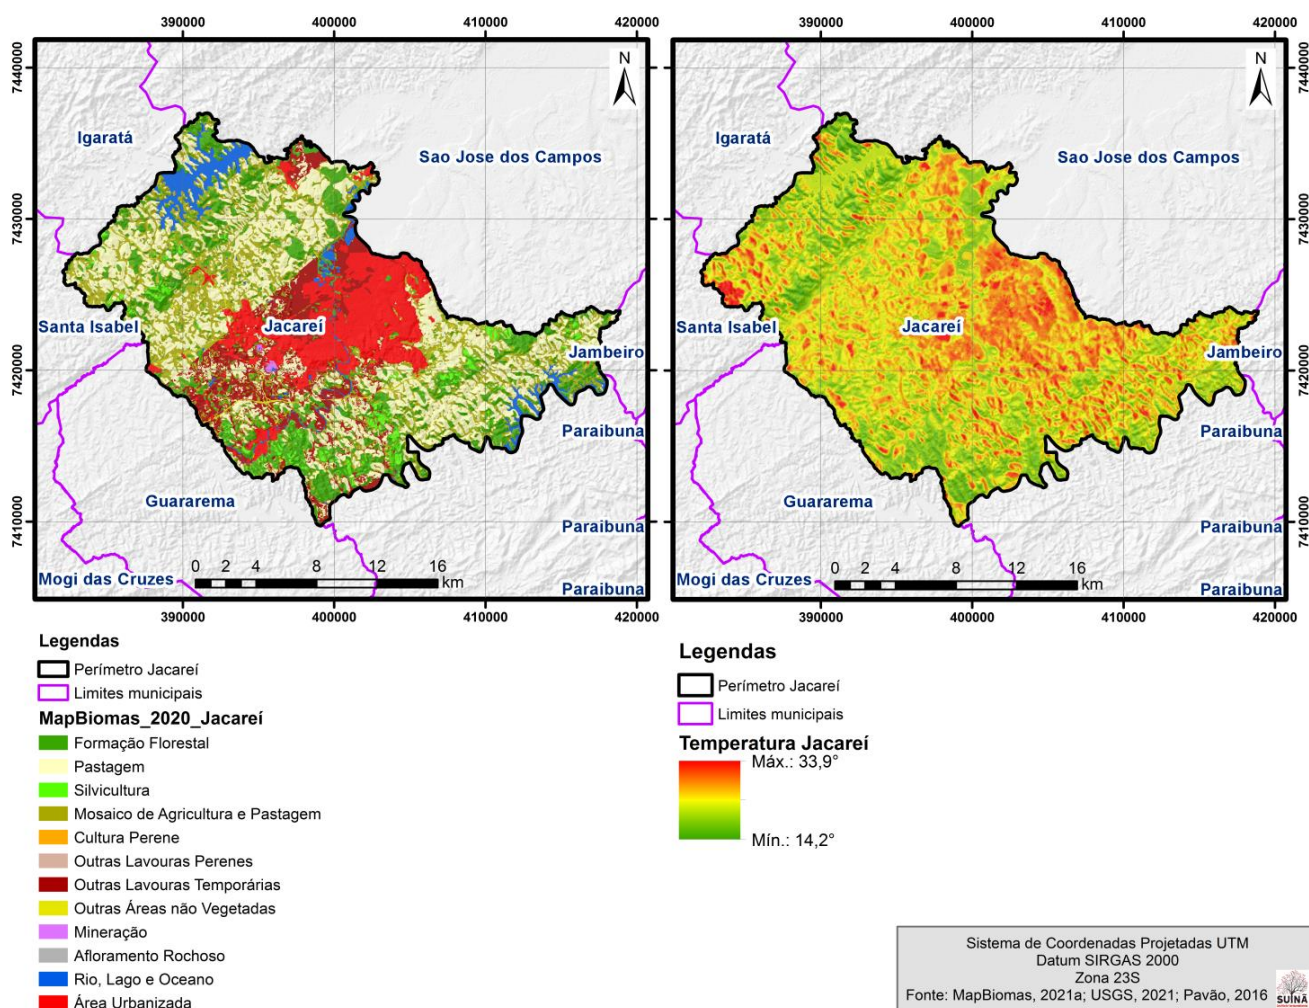 390000
400000
410000
420000
7440000
7430000
7420000
7410000
N
Igaratá
Sao Jose dos Campos
Santa Isabel
Jacareí
Jambeiro
Paraibuna
Guararema
Paraibuna
Mogi das Cruzes
Paraibuna
0 2 4 8 12 16
km
390000
400000
410000
420000
390000
400000
410000
420000
N
Igaratá
Sao Jose dos Campos
Santa Isabel
Jacareí
Jambeiro
Paraibuna
Guararema
Paraibuna
Mogi das Cruzes
Paraibuna
0 2 4 8 12 16
km
7440000
7430000
7420000
7410000
390000
400000
410000
420000
Legendas
Perímetro Jacareí
Limites municipais
MapBiomas_2020_Jacareí
Formação Florestal
Pastagem
Silvicultura
Mosaico de Agricultura e Pastagem
Cultura Perene
Outras Lavouras Perenes
Outras Lavouras Temporárias
Outras Áreas não Vegetadas
Mineração
Afloramento Rochoso
Rio, Lago e Oceano
Área Urbanizada
Legendas
Perímetro Jacareí
Limites municipais
Temperatura Jacareí
Máx.: 33,9°
Mín.: 14,2°
Sistema de Coordenadas Projetadas UTM
Datum SIRGAS 2000
Zona 23S
Fonte: MapBiomas, 2021a; USGS, 2021; Pavão, 2016
SUINÃ